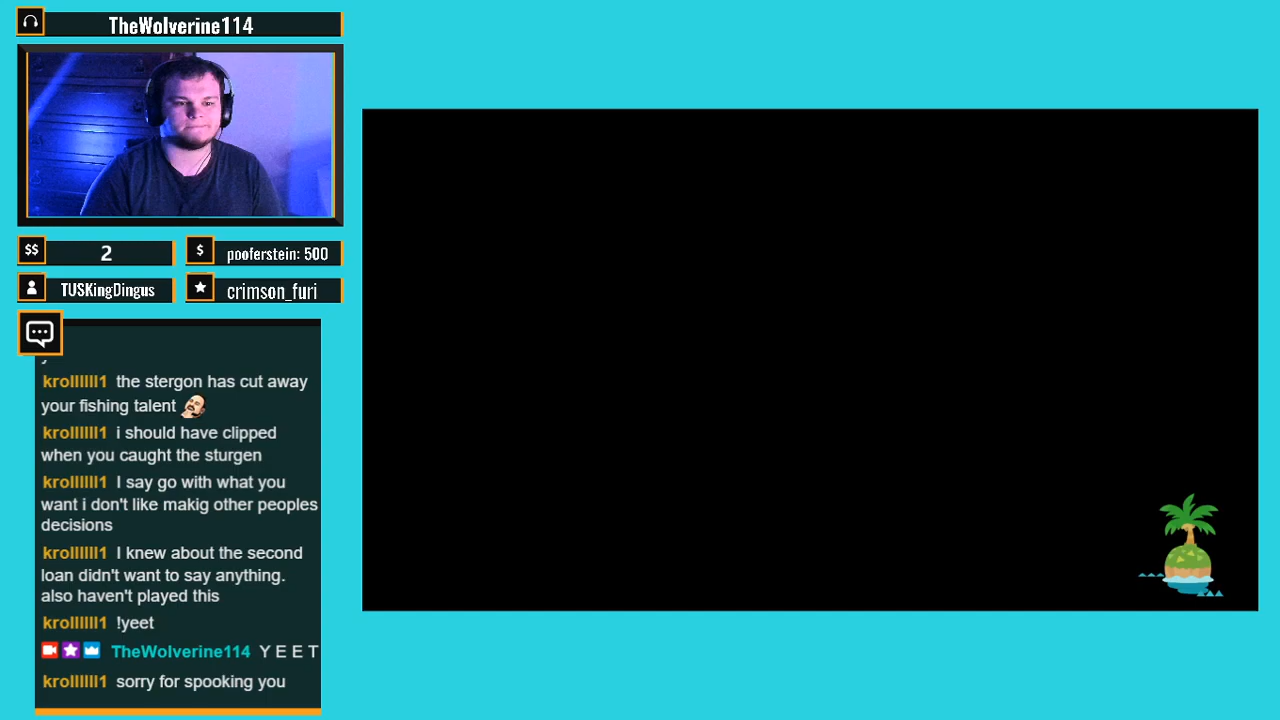 TheWolverine114
$$ 2
$ pooferstein: 500
TUSKingDingus
crimson_furi
krollllll1 the stergon has cut away
your fishing talent
krollllll1 i should have clipped
when you caught the sturgen
krollllll1 I say go with what you
want i don't like makig other peoples
decisions
krollllll1 I knew about the second
loan didn't want to say anything.
also haven't played this
krollllll1 !yeet
TheWolverine114 Y E E T
krollllll1 sorry for spooking you